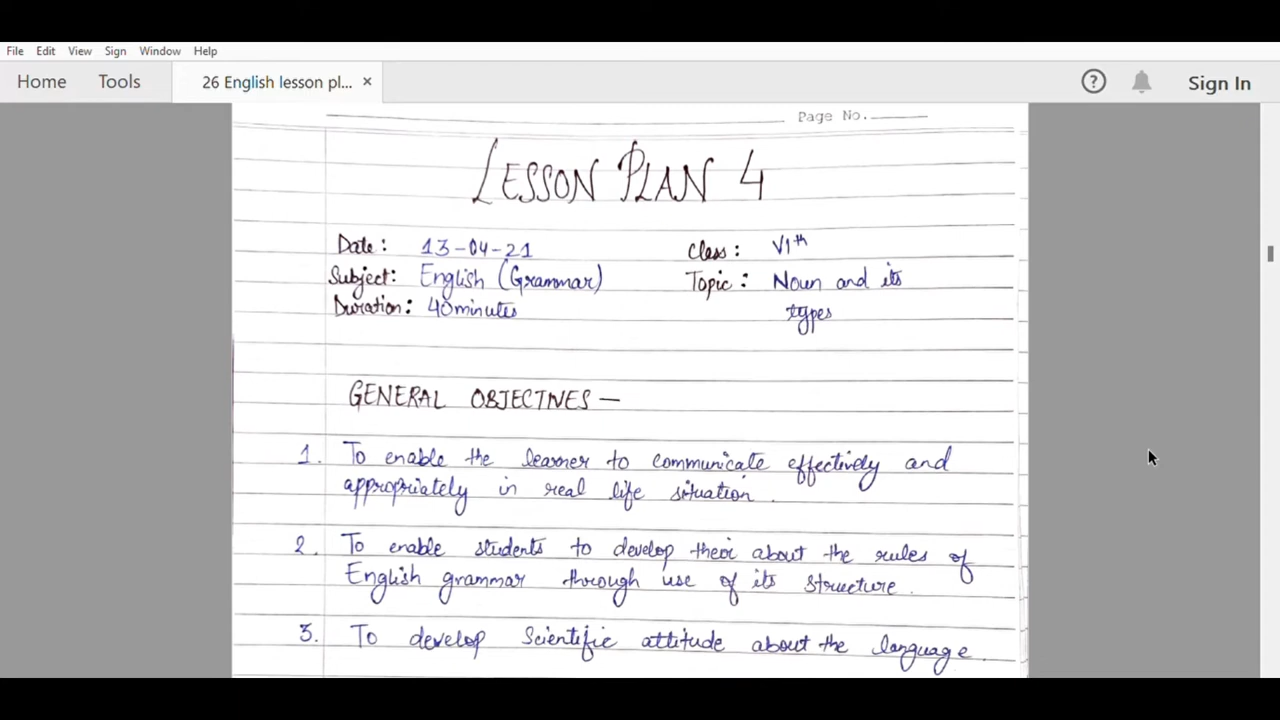 File Edit View Sign Window Help
Home Tools 26 English lesson pl... × ? Sign In
Page No.
LESSON PLAN 4
Date: 13-04-21 Class: VIth
Subject: English (Grammar) Topic: Noun and its
Duration: 40minutes types
GENERAL OBJECTIVES —
1. To enable the learner to communicate effectively and
appropriately in real life situation.
2. To enable students to develop their about the rules of
English grammar through use of its structure.
3. To develop Scientific attitude about the language.